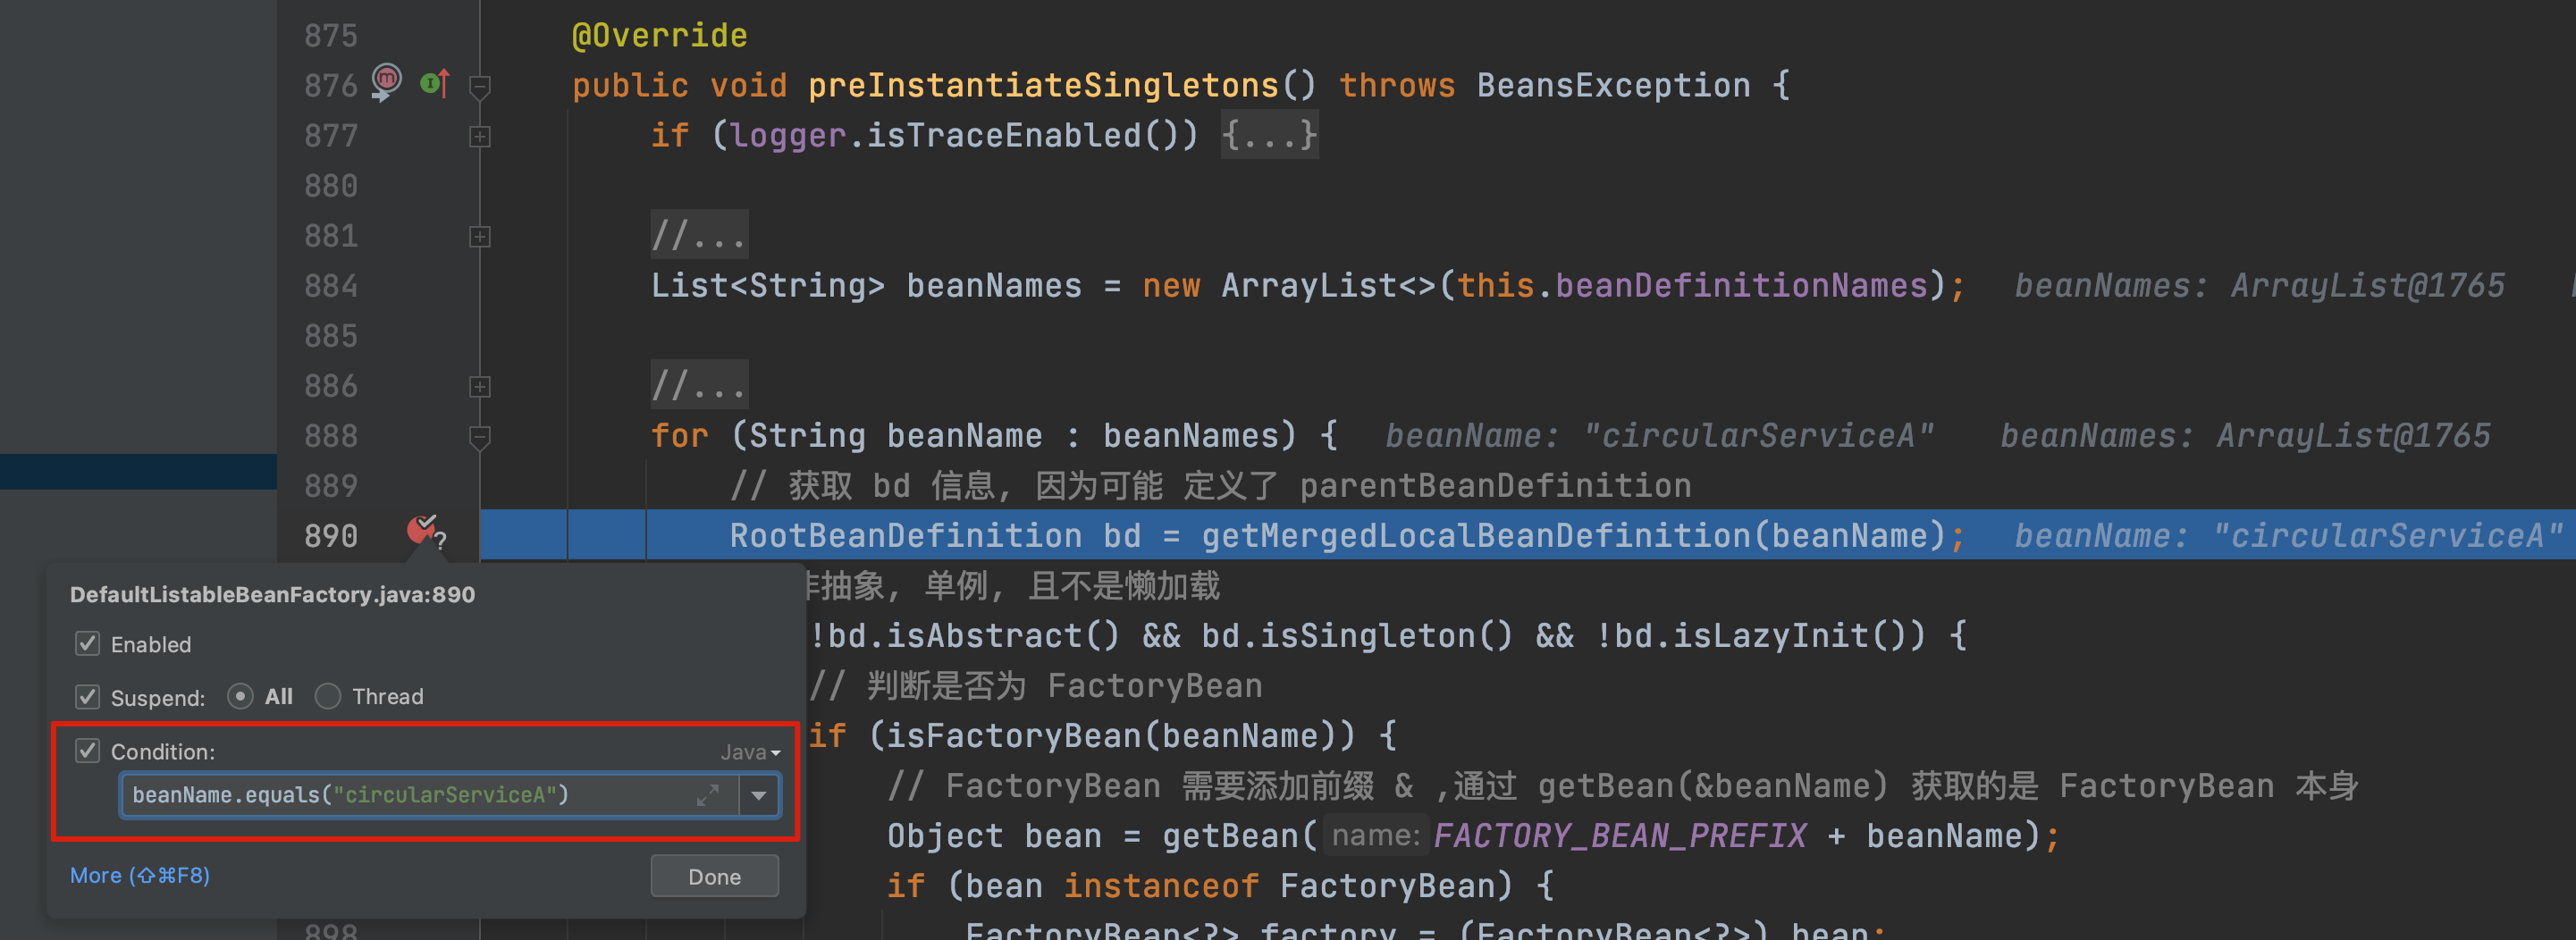 875 @Override
876 public void preInstantiateSingletons() throws BeansException {
877 if (logger.isTraceEnabled()) {...}
880
881 //...
884 List<String> beanNames = new ArrayList<>(this.beanDefinitionNames); beanNames: ArrayList@1765
885
886 //...
888 for (String beanName : beanNames) { beanName: "circularServiceA" beanNames: ArrayList@1765
889 // 获取 bd 信息, 因为可能 定义了 parentBeanDefinition
890 RootBeanDefinition bd = getMergedLocalBeanDefinition(beanName); beanName: "circularServiceA"
抽象, 单例, 且不是懒加载
!bd.isAbstract() && bd.isSingleton() && !bd.isLazyInit()) {
// 判断是否为 FactoryBean
if (isFactoryBean(beanName)) {
// FactoryBean 需要添加前缀 & ,通过 getBean(&beanName) 获取的是 FactoryBean 本身
Object bean = getBean( name: FACTORY_BEAN_PREFIX + beanName);
if (bean instanceof FactoryBean) {
898 FactoryBean<?> factory = (FactoryBean<?>) bean;
DefaultListableBeanFactory.java:890
Enabled
Suspend: All Thread
Condition: Java
beanName.equals("circularServiceA")
More (⇧⌘F8) Done